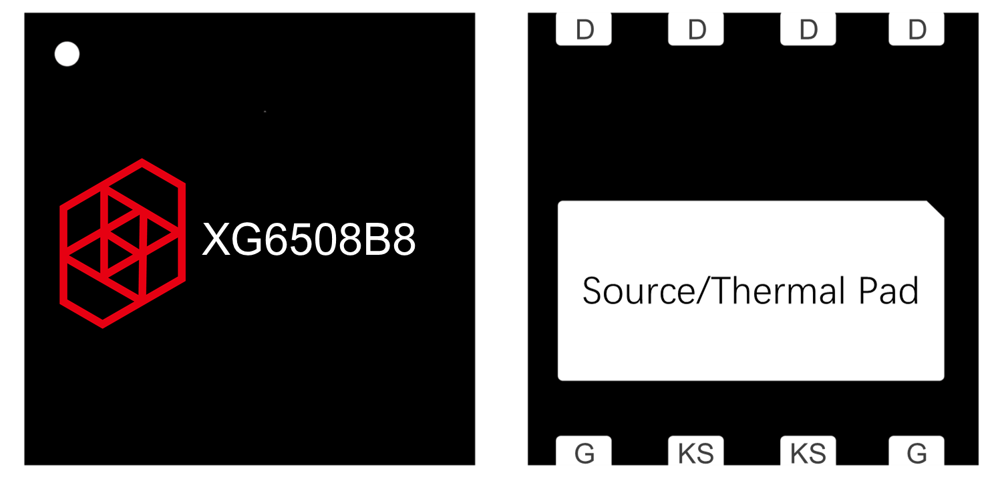 XG6508B8
D D D D
Source/Thermal Pad
G KS KS G